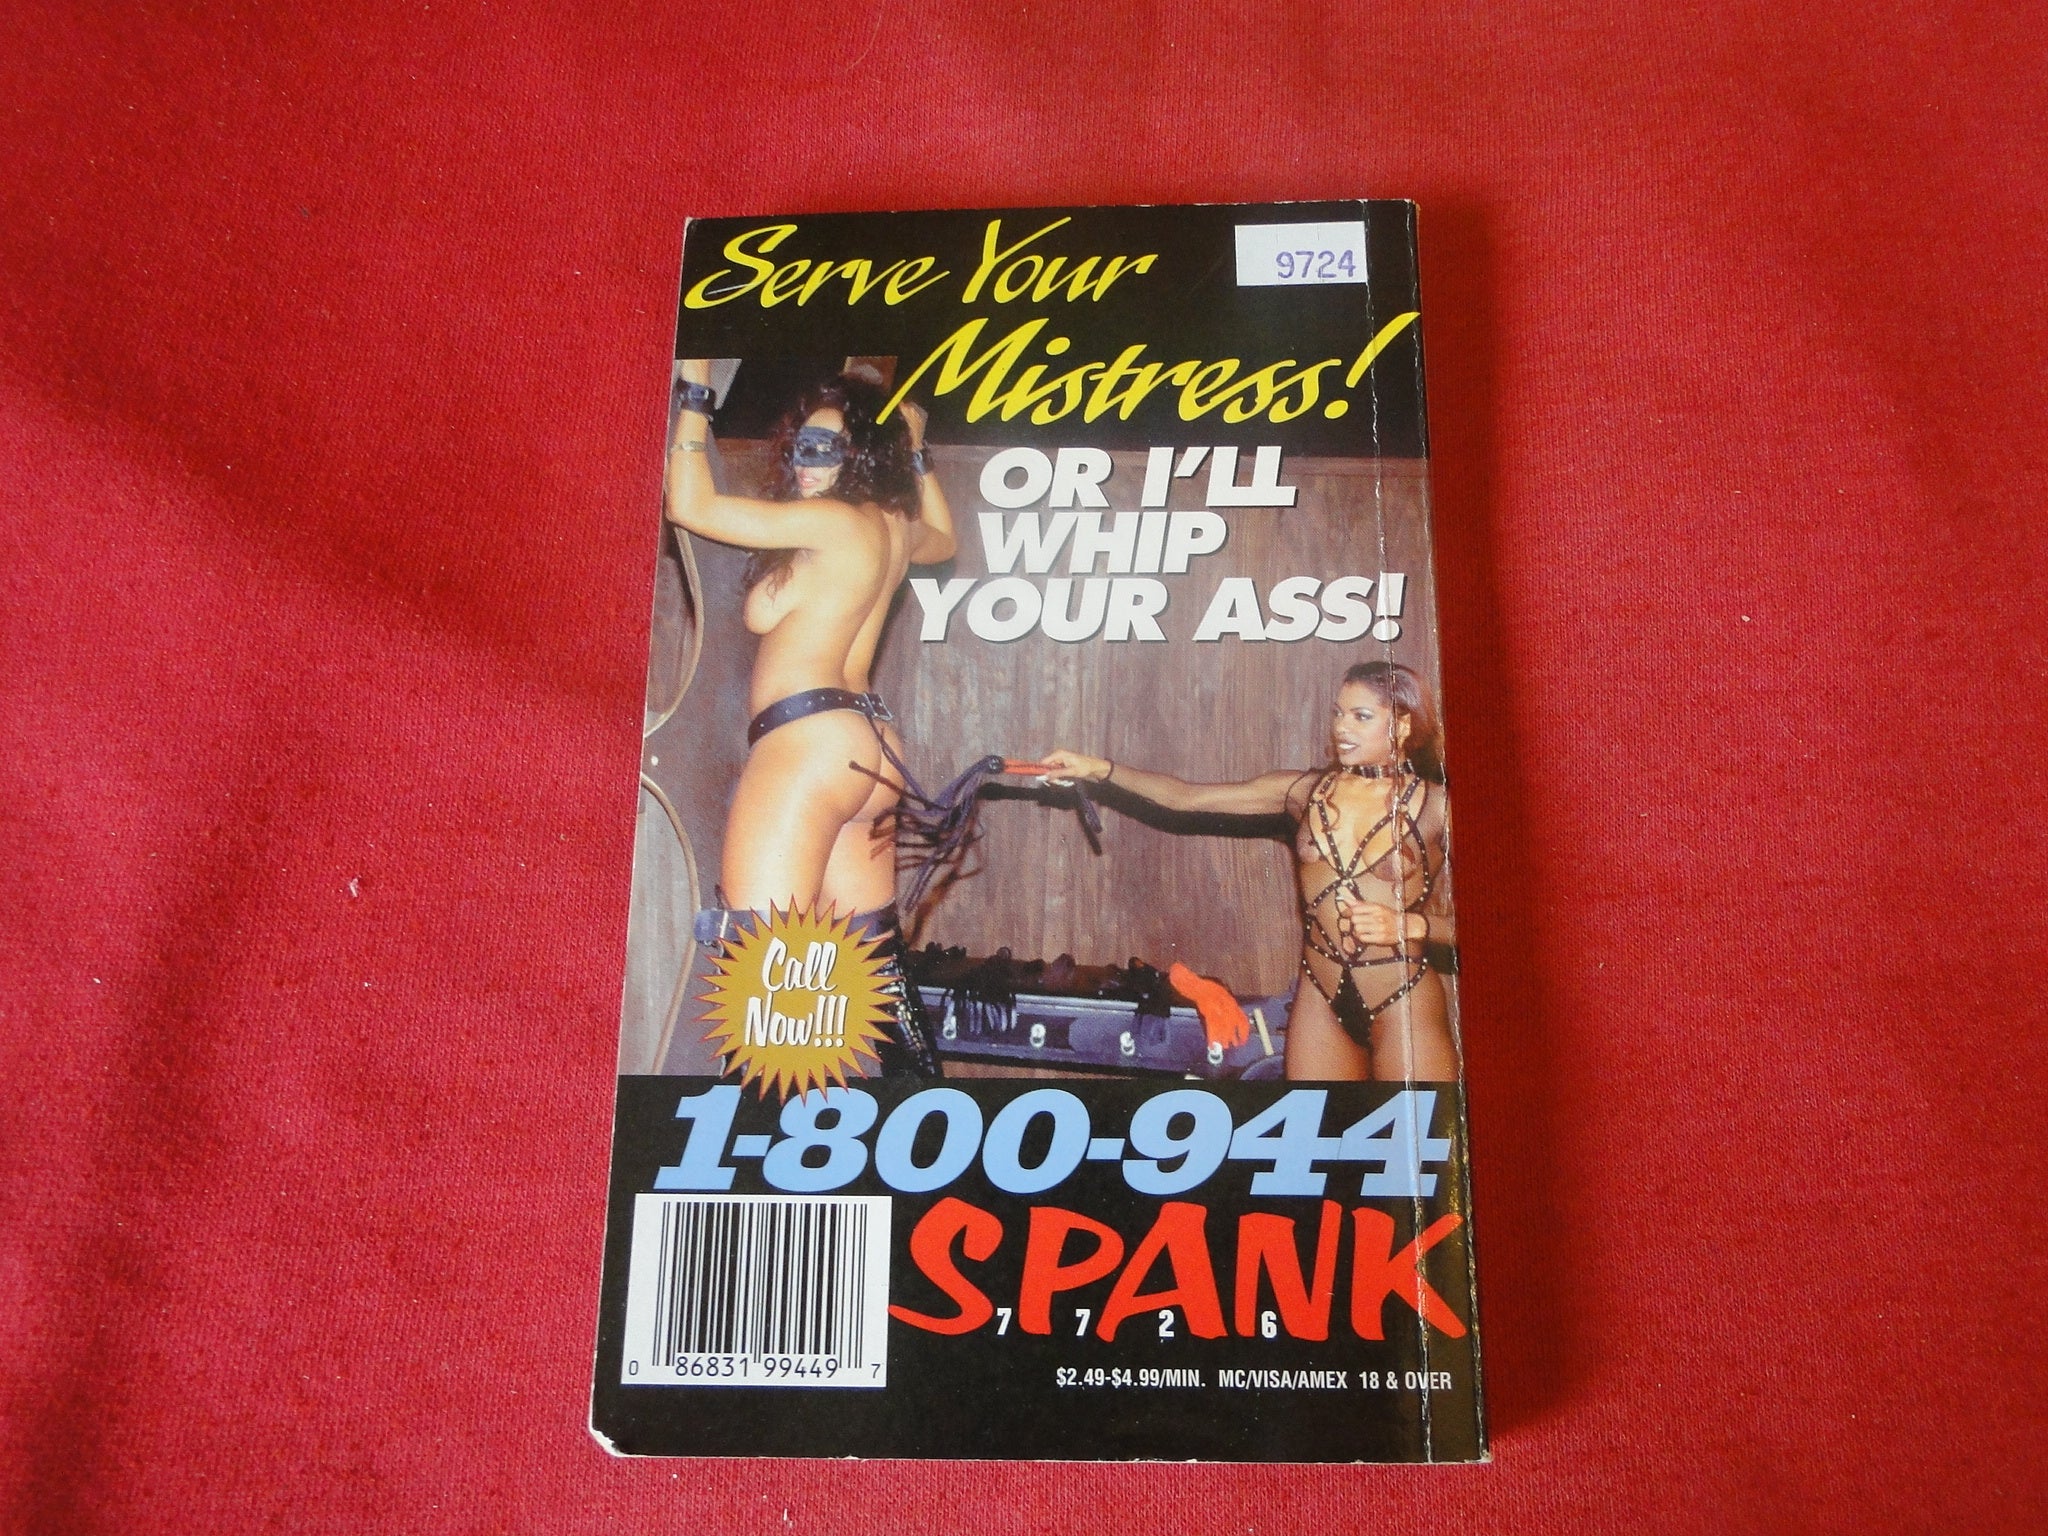 9724
Serve Your
Mistress!
OR I'LL
WHIP
YOUR ASS!
Call
Now!!!
1-800-944
SPANK
7 7 2 6
0 86831 99449 7
$2.49-$4.99/MIN. MC/VISA/AMEX 18 & OVER